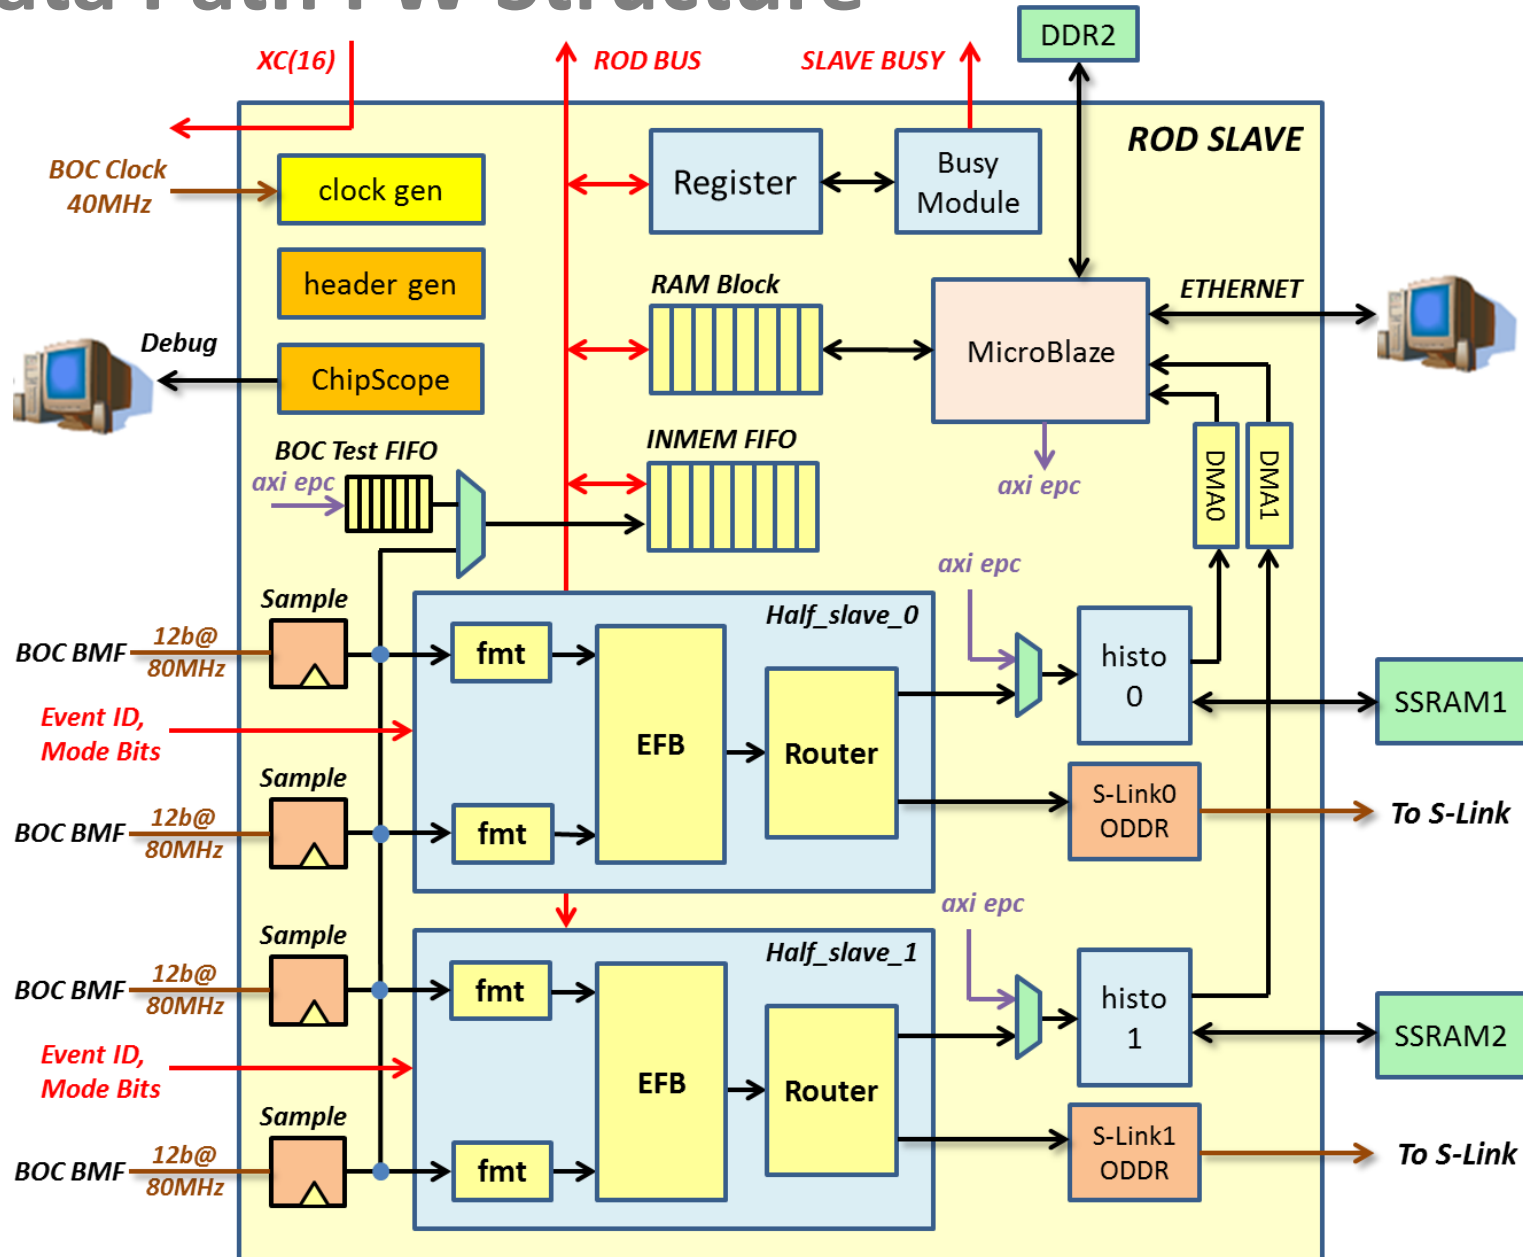 ata Path FW Structure
XC(16)
ROD BUS
SLAVE BUSY
DDR2
ROD SLAVE
BOC Clock
40MHz
clock gen
Register
Busy
Module
header gen
RAM Block
ETHERNET
Debug
ChipScope
MicroBlaze
BOC Test FIFO
axi epc
INMEM FIFO
axi epc
DMA0
DMA1
axi epc
Sample
Half_slave_0
BOC BMF
12b@
80MHz
fmt
histo
0
Event ID,
Mode Bits
EFB
Router
SSRAM1
Sample
S-Link0
ODDR
To S-Link
BOC BMF
12b@
80MHz
fmt
axi epc
Sample
Half_slave_1
BOC BMF
12b@
80MHz
fmt
histo
1
Event ID,
Mode Bits
EFB
Router
SSRAM2
Sample
S-Link1
ODDR
To S-Link
BOC BMF
12b@
80MHz
fmt